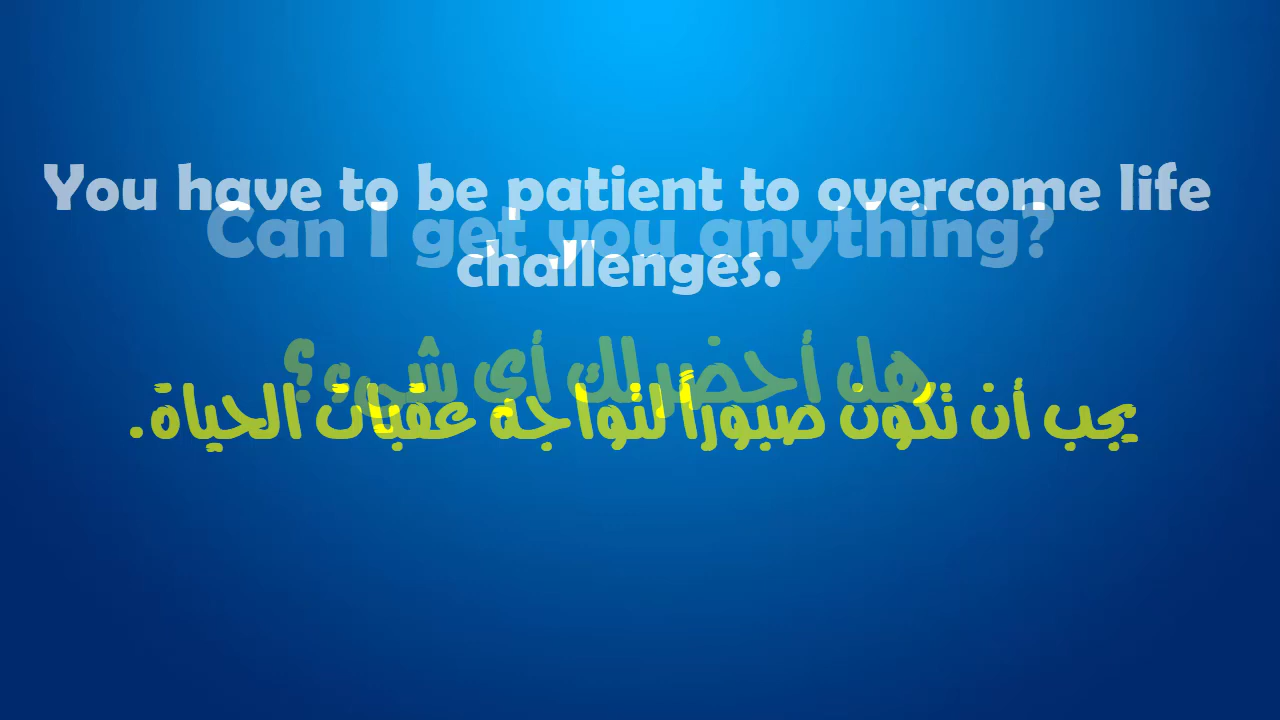 You have to be patient to overcome life
Can I get you anything?
challenges.
هل أحضر لك أي شيء؟
يجب أن تكون صبوراً لتواجه عقبات الحياة.